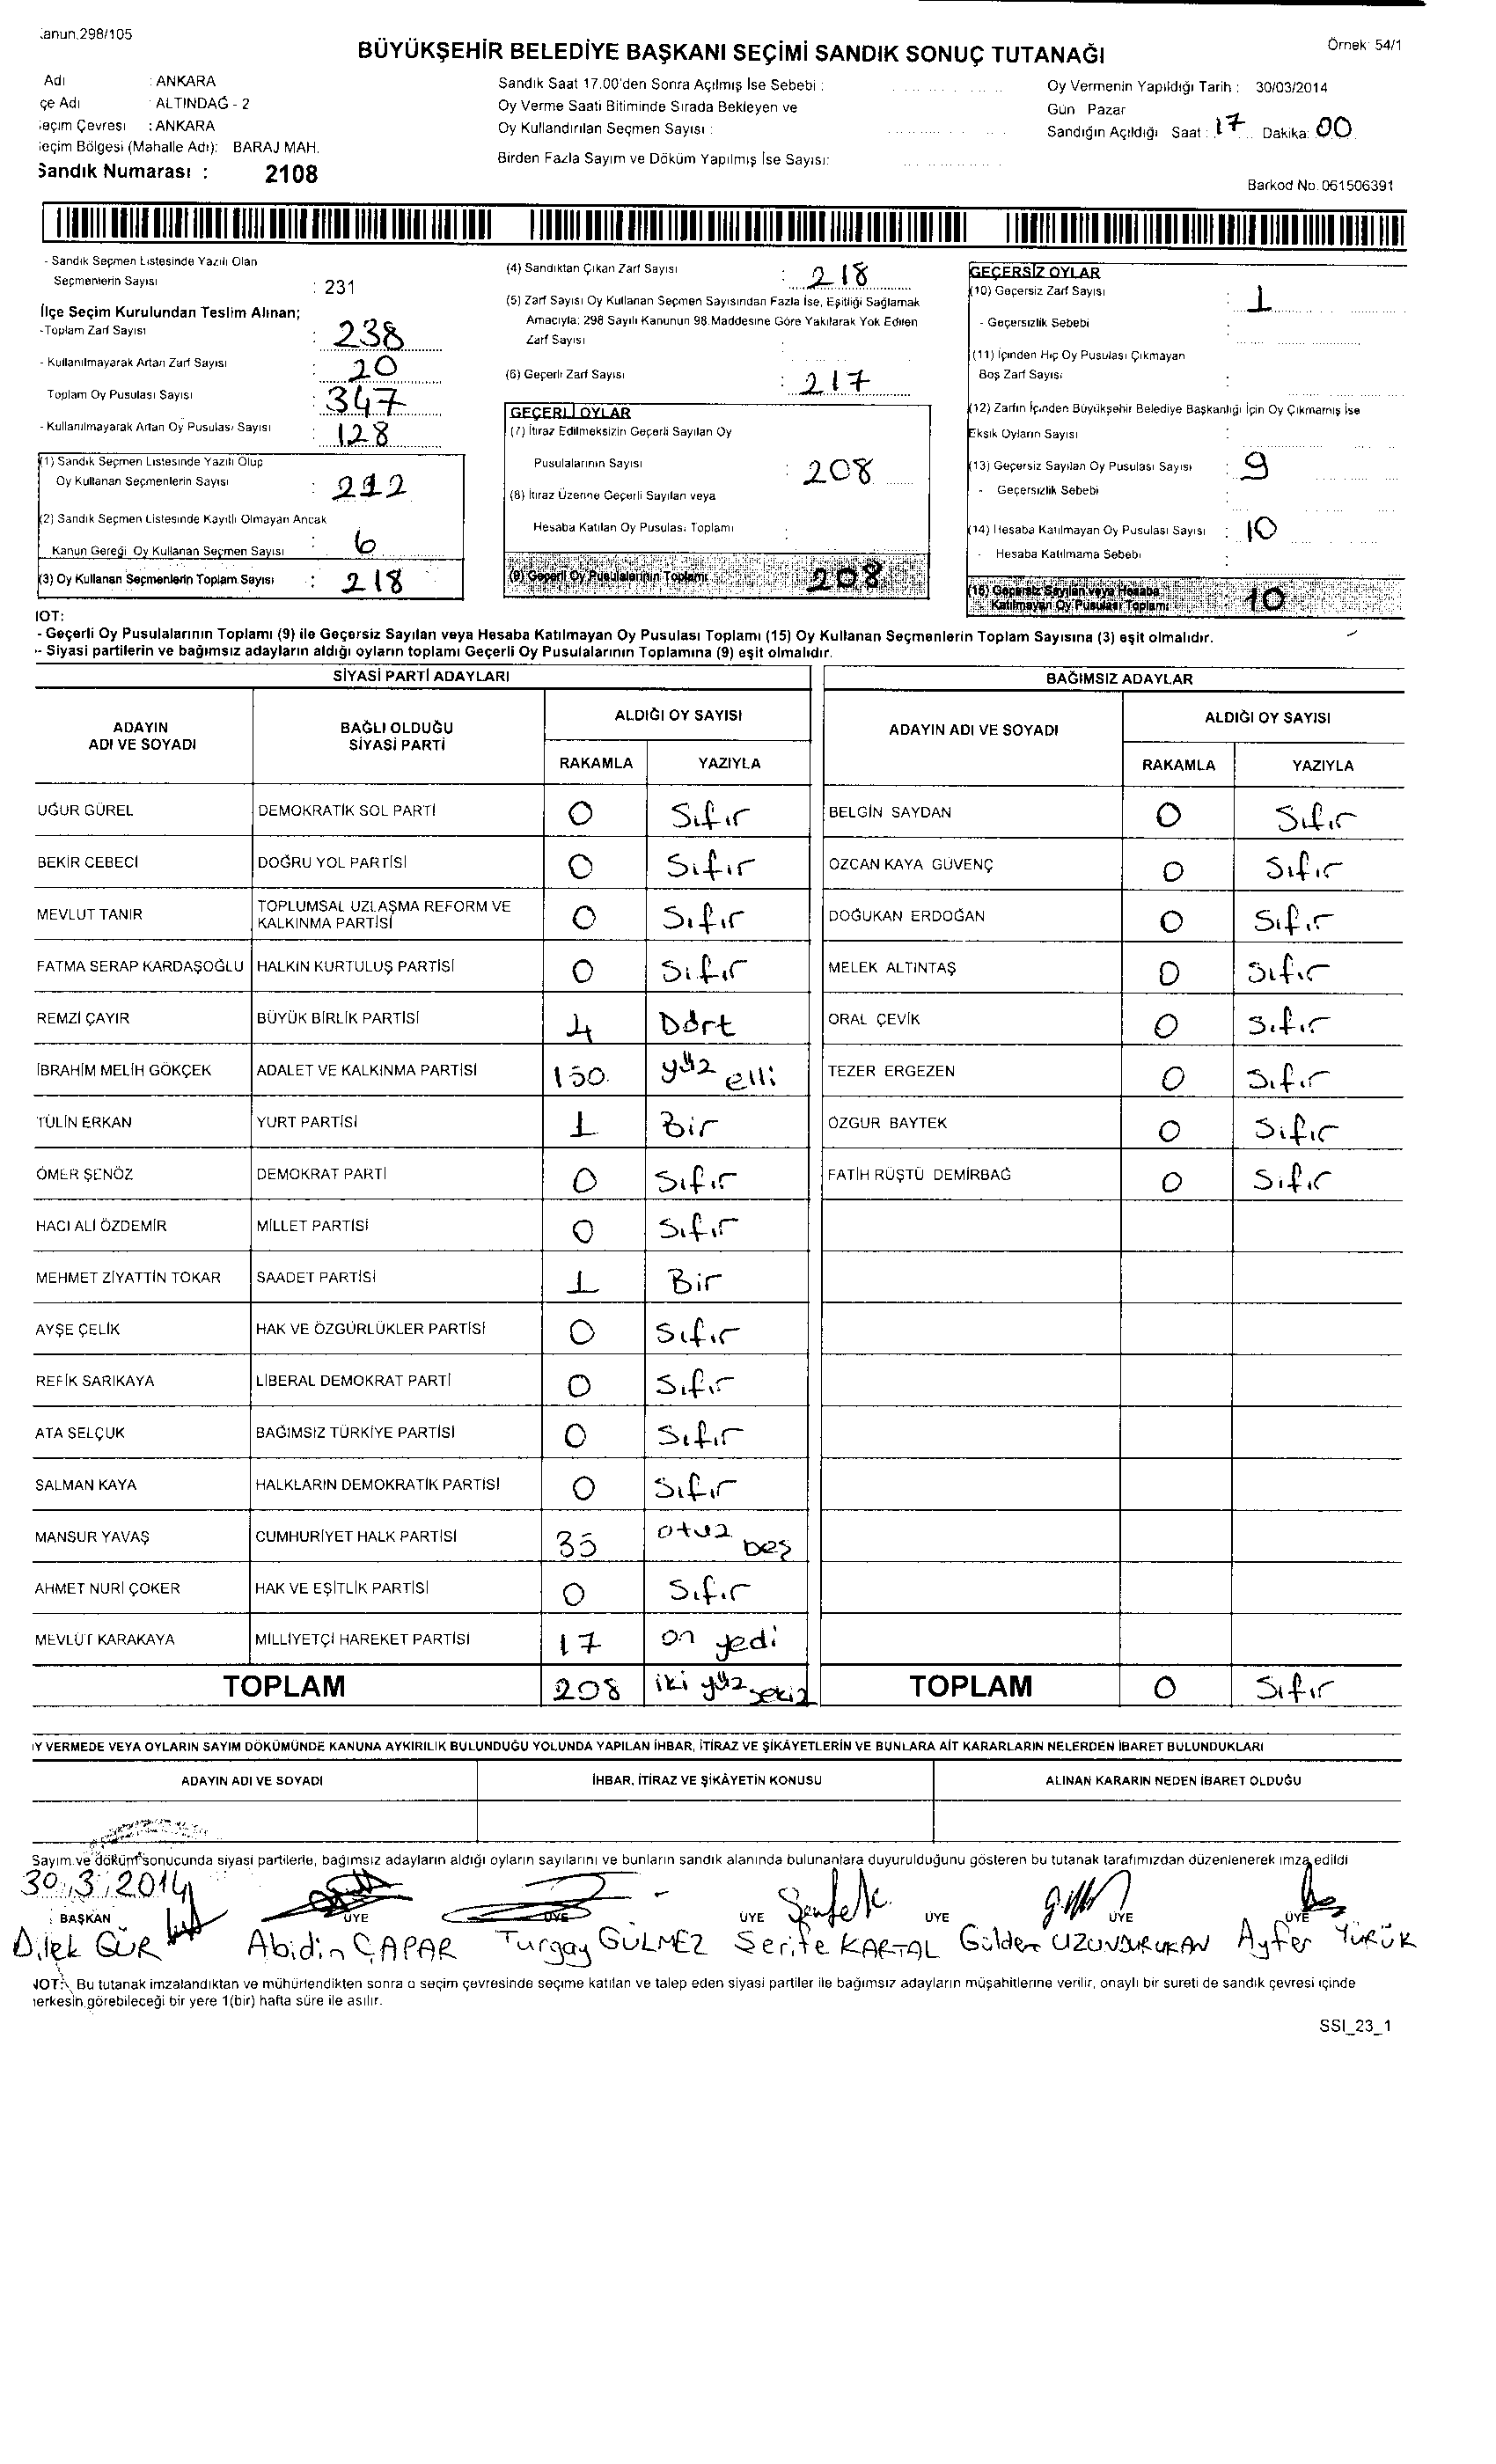 anun.298/105
BÜYÜKŞEHİR BELEDİYE BAŞKANI SEÇİMİ SANDIK SONUÇ TUTANAĞI
Örnek: 54/1
Adı : ANKARA
çe Adı : ALTINDAĞ - 2
eçim Çevresi : ANKARA
eçim Bölgesi (Mahalle Adı): BARAJ MAH.
Sandık Numarası : 2108
Sandık Saat 17.00'den Sonra Açılmış İse Sebebi :
Oy Verme Saati Bitiminde Sırada Bekleyen ve
Oy Kullandırılan Seçmen Sayısı :
Birden Fazla Sayım ve Döküm Yapılmış İse Sayısı:
Oy Vermenin Yapıldığı Tarih : 30/03/2014
Gün Pazar
Sandığın Açıldığı Saat : 17 Dakika: 00
Barkod No. 061506391
- Sandık Seçmen Listesinde Yazılı Olan
Seçmenlerin Sayısı : 231
İlçe Seçim Kurulundan Teslim Alınan;
-Toplam Zarf Sayısı : 238
- Kullanılmayarak Artan Zarf Sayısı : 20
Toplam Oy Pusulası Sayısı : 347
- Kullanılmayarak Artan Oy Pusulası Sayısı : 128
(1) Sandık Seçmen Listesinde Yazılı Olup
Oy Kullanan Seçmenlerin Sayısı : 212
(2) Sandık Seçmen Listesinde Kayıtlı Olmayan Ancak
Kanun Gereği Oy Kullanan Seçmen Sayısı : 6
(3) Oy Kullanan Seçmenlerin Toplam Sayısı : 218
(4) Sandıktan Çıkan Zarf Sayısı : 218
(5) Zarf Sayısı Oy Kullanan Seçmen Sayısından Fazla İse, Eşitliği Sağlamak
Amacıyla; 298 Sayılı Kanunun 98.Maddesine Göre Yakılarak Yok Edilen
Zarf Sayısı :
(6) Geçerli Zarf Sayısı : 217
GEÇERLİ OYLAR
(7) İtiraz Edilmeksizin Geçerli Sayılan Oy
Pusulalarının Sayısı : 208
(8) İtiraz Üzerine Geçerli Sayılan veya
Hesaba Katılan Oy Pusulası Toplamı :
(9) Geçerli Oy Pusulalarının Toplamı : 208
GEÇERSİZ OYLAR
(10) Geçersiz Zarf Sayısı : 1
- Geçersizlik Sebebi :
(11) İçinden Hiç Oy Pusulası Çıkmayan
Boş Zarf Sayısı :
(12) Zarfın İçinden Büyükşehir Belediye Başkanlığı İçin Oy Çıkmamış İse
Eksik Oyların Sayısı :
(13) Geçersiz Sayılan Oy Pusulası Sayısı : 9
- Geçersizlik Sebebi :
(14) Hesaba Katılmayan Oy Pusulası Sayısı : 10
- Hesaba Katılmama Sebebi :
(15) Geçersiz Sayılan veya Hesaba
Katılmayan Oy Pusulası Toplamı : 10
NOT:
- Geçerli Oy Pusulalarının Toplamı (9) ile Geçersiz Sayılan veya Hesaba Katılmayan Oy Pusulası Toplamı (15) Oy Kullanan Seçmenlerin Toplam Sayısına (3) eşit olmalıdır.
- Siyasi partilerin ve bağımsız adayların aldığı oyların toplamı Geçerli Oy Pusulalarının Toplamına (9) eşit olmalıdır.
SİYASİ PARTİ ADAYLARI
ADAYIN ADI VE SOYADI BAĞLI OLDUĞU SİYASİ PARTİ ALDIĞI OY SAYISI
RAKAMLA YAZIYLA
UĞUR GÜREL DEMOKRATİK SOL PARTİ 0 Sıfır
BEKİR CEBECİ DOĞRU YOL PARTİSİ 0 Sıfır
MEVLUT TANIR TOPLUMSAL UZLAŞMA REFORM VE KALKINMA PARTİSİ 0 Sıfır
FATMA SERAP KARDAŞOĞLU HALKIN KURTULUŞ PARTİSİ 0 Sıfır
REMZİ ÇAYIR BÜYÜK BİRLİK PARTİSİ 4 Dört
İBRAHİM MELİH GÖKÇEK ADALET VE KALKINMA PARTİSİ 150 yüz elli
TÜLİN ERKAN YURT PARTİSİ 1 Bir
ÖMER ŞENÖZ DEMOKRAT PARTİ 0 Sıfır
HACI ALİ ÖZDEMİR MİLLET PARTİSİ 0 Sıfır
MEHMET ZİYATTİN TOKAR SAADET PARTİSİ 1 Bir
AYŞE ÇELİK HAK VE ÖZGÜRLÜKLER PARTİSİ 0 Sıfır
REFİK SARIKAYA LİBERAL DEMOKRAT PARTİ 0 Sıfır
ATA SELÇUK BAĞIMSIZ TÜRKİYE PARTİSİ 0 Sıfır
SALMAN KAYA HALKLARIN DEMOKRATİK PARTİSİ 0 Sıfır
MANSUR YAVAŞ CUMHURİYET HALK PARTİSİ 35 otuz beş
AHMET NURİ ÇOKER HAK VE EŞİTLİK PARTİSİ 0 Sıfır
MEVLÜT KARAKAYA MİLLİYETÇİ HAREKET PARTİSİ 17 on yedi
TOPLAM 208 iki yüz sekiz
BAĞIMSIZ ADAYLAR
ADAYIN ADI VE SOYADI ALDIĞI OY SAYISI
RAKAMLA YAZIYLA
BELGİN SAYDAN 0 Sıfır
OZCAN KAYA GÜVENÇ 0 Sıfır
DOĞUKAN ERDOĞAN 0 Sıfır
MELEK ALTINTAŞ 0 Sıfır
ORAL ÇEVİK 0 Sıfır
TEZER ERGEZEN 0 Sıfır
ÖZGUR BAYTEK 0 Sıfır
FATİH RÜŞTÜ DEMİRBAĞ 0 Sıfır
TOPLAM 0 Sıfır
Y VERMEDE VEYA OYLARIN SAYIM DÖKÜMÜNDE KANUNA AYKIRILIK BULUNDUĞU YOLUNDA YAPILAN İHBAR, İTİRAZ VE ŞİKÂYETLERİN VE BUNLARA AİT KARARLARIN NELERDEN İBARET BULUNDUKLARI
ADAYIN ADI VE SOYADI İHBAR, İTİRAZ VE ŞİKÂYETİN KONUSU ALINAN KARARIN NEDEN İBARET OLDUĞU
Sayım ve döküm sonucunda siyasi partilerle, bağımsız adayların aldığı oyların sayılarını ve bunların sandık alanında bulunanlara duyurulduğunu gösteren bu tutanak tarafımızdan düzenlenerek imza edildi
30.3.2014
BAŞKAN ÜYE ÜYE ÜYE ÜYE ÜYE ÜYE
Dilek GÜR Abidin ÇAPAR Turgay GÜLMEZ Serife KARTAL Gülden UZUNDURUKAN Ayfer YÜRÜK
NOT: Bu tutanak imzalandıktan ve mühürlendikten sonra o seçim çevresinde seçime katılan ve talep eden siyasi partiler ile bağımsız adayların müşahitlerine verilir, onaylı bir sureti de sandık çevresi içinde
herkesin görebileceği bir yere 1(bir) hafta süre ile asılır.
SSI_23_1